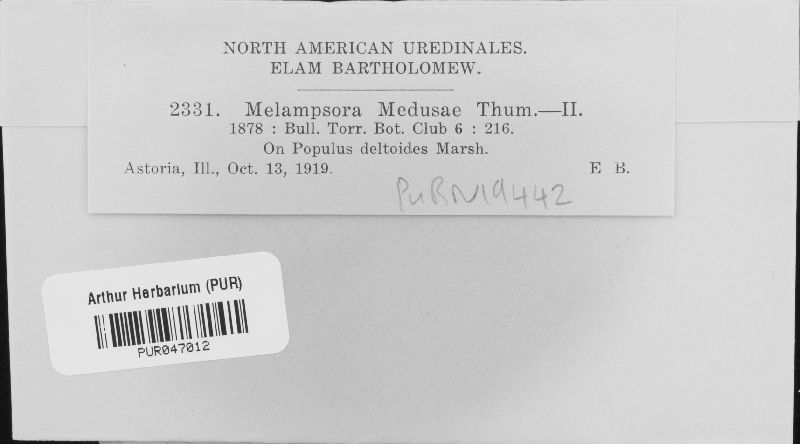 NORTH AMERICAN UREDINALES.
ELAM BARTHOLOMEW.
2331. Melampsora Medusae Thum.—II.
1878 : Bull. Torr. Bot. Club 6 : 216.
On Populus deltoides Marsh.
Astoria, Ill., Oct. 13, 1919. E B.
PURN19442
Arthur Herbarium (PUR)
PUR047012